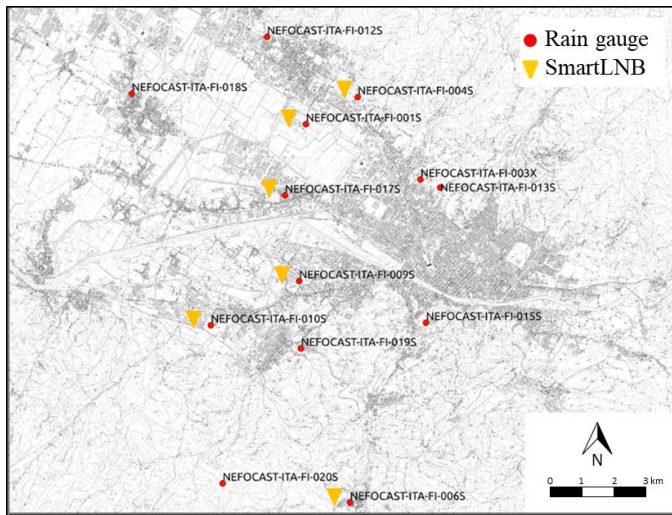 NEFOCAST-ITA-FI-012S
Rain gauge
SmartLNB
NEFOCAST-ITA-FI-018S
NEFOCAST-ITA-FI-004S
NEFOCAST-ITA-FI-001S
NEFOCAST-ITA-FI-003X
NEFOCAST-ITA-FI-013S
NEFOCAST-ITA-FI-017S
NEFOCAST-ITA-FI-009S
NEFOCAST-ITA-FI-010S
NEFOCAST-ITA-FI-015S
NEFOCAST-ITA-FI-019S
NEFOCAST-ITA-FI-020S
NEFOCAST-ITA-FI-006S
N
0 1 2 3 km